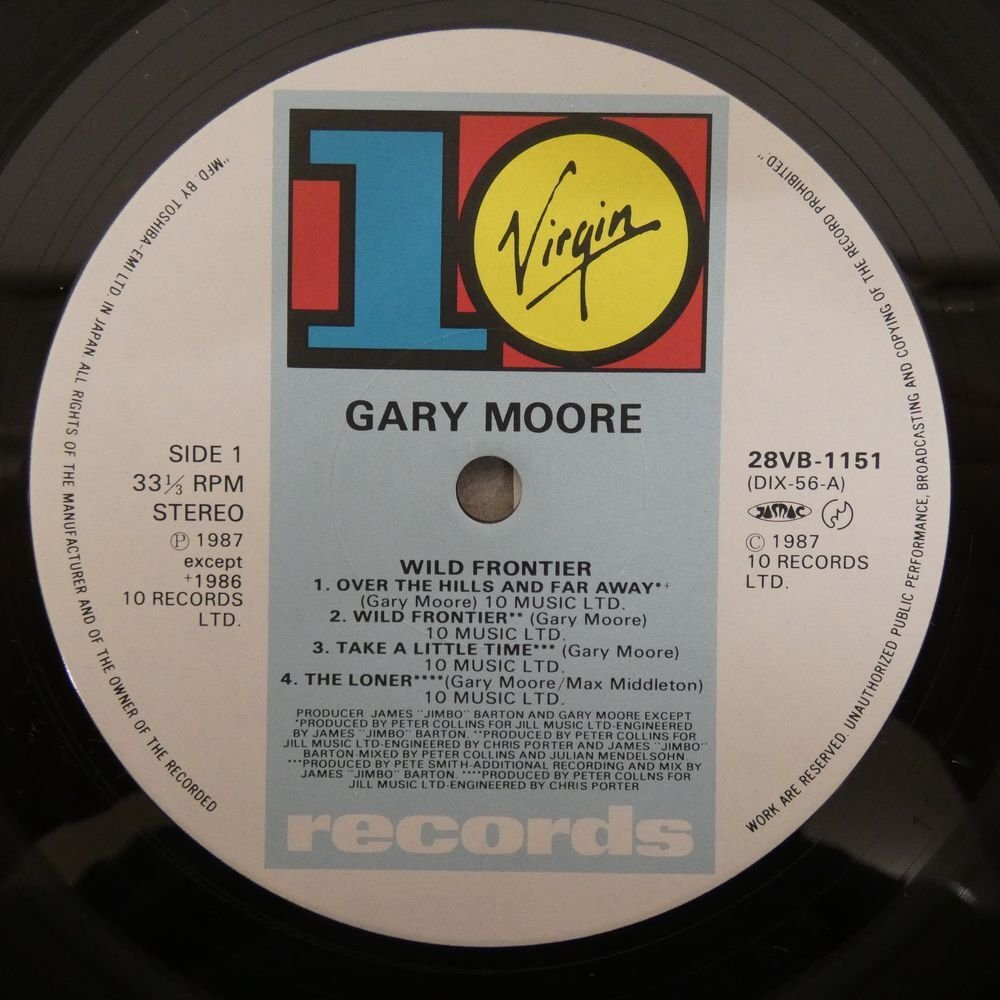 10
Virgin
GARY MOORE
SIDE 1
33⅓ RPM
STEREO
Ⓟ 1987
except
+1986
10 RECORDS
LTD.
28VB-1151
(DIX-56-A)
JASRAC
© 1987
10 RECORDS
LTD.
WILD FRONTIER
1. OVER THE HILLS AND FAR AWAY*+
(Gary Moore) 10 MUSIC LTD.
2. WILD FRONTIER** (Gary Moore)
10 MUSIC LTD.
3. TAKE A LITTLE TIME*** (Gary Moore)
10 MUSIC LTD.
4. THE LONER****(Gary Moore/Max Middleton)
10 MUSIC LTD.
PRODUCER JAMES "JIMBO" BARTON AND GARY MOORE EXCEPT
*PRODUCED BY PETER COLLINS FOR JILL MUSIC LTD-ENGINEERED
BY JAMES "JIMBO" BARTON. **PRODUCED BY PETER COLLINS FOR
JILL MUSIC LTD-ENGINEERED BY CHRIS PORTER AND JAMES "JIMBO"
BARTON-MIXED BY PETER COLLINS AND JULIAN MENDELSOHN.
***PRODUCED BY PETE SMITH-ADDITIONAL RECORDING AND MIX BY
JAMES "JIMBO" BARTON. ****PRODUCED BY PETER COLLNS FOR
JILL MUSIC LTD-ENGINEERED BY CHRIS PORTER
records
"MFD. BY TOSHIBA-EMI LTD IN JAPAN. ALL RIGHTS OF THE MANUFACTURER AND OF THE OWNER OF THE RECORDED
WORK ARE RESERVED. UNAUTHORIZED PUBLIC PERFORMANCE, BROADCASTING AND COPYING OF THE RECORD PROHIBITED."
1S